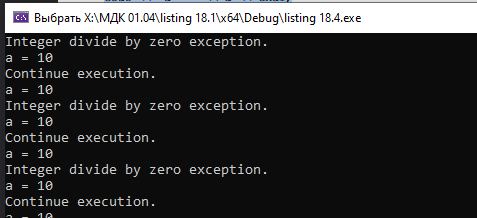 Выбрать X:\МДК 01.04\listing 18.1\x64\Debug\listing 18.4.exe
Integer divide by zero exception.
a = 10
Continue execution.
a = 10
Integer divide by zero exception.
a = 10
Continue execution.
a = 10
Integer divide by zero exception.
a = 10
Continue execution.
a = 10